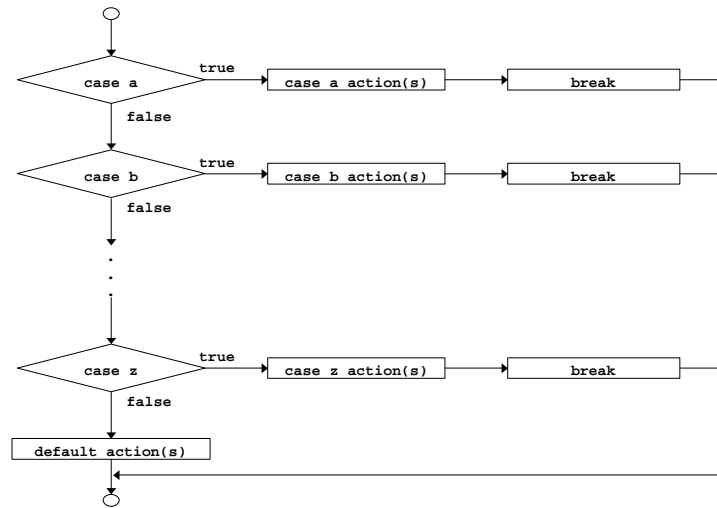 true
case a
case a action(s)
break
false
true
case b
case b action(s)
break
false
.
.
.
true
case z
case z action(s)
break
false
default action(s)